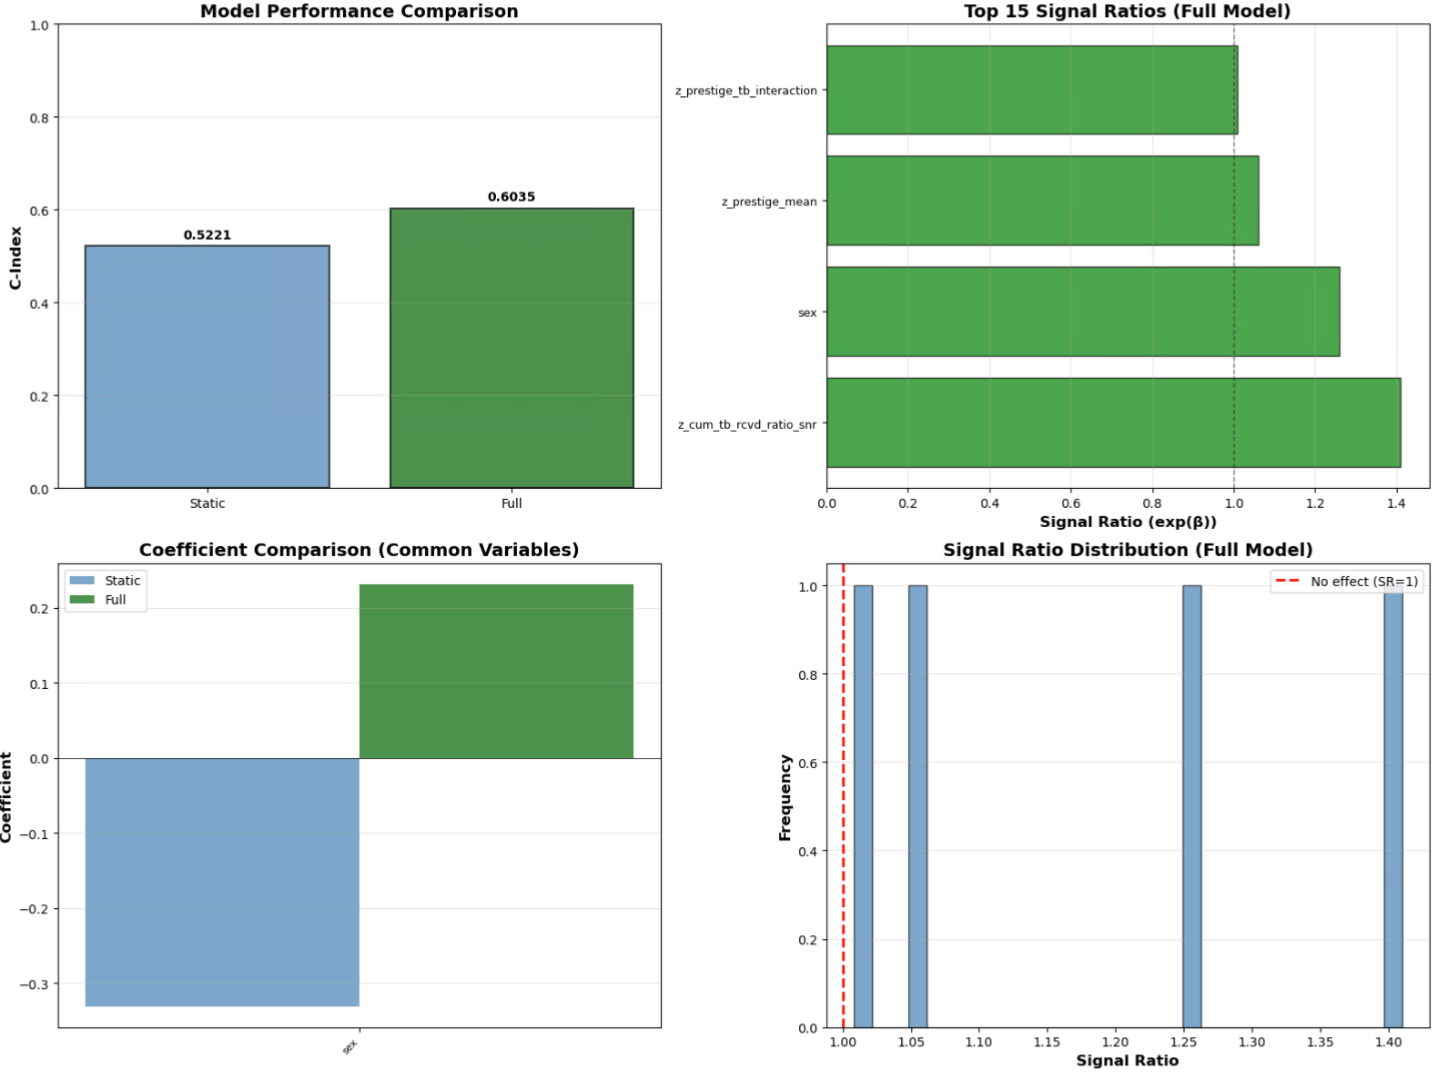 Model Performance Comparison
C-Index
1.0
0.8
0.6
0.4
0.2
0.0
0.5221
0.6035
Static
Full
Top 15 Signal Ratios (Full Model)
z_prestige_tb_interaction
z_prestige_mean
sex
z_cum_tb_rcvd_ratio_snr
0.0 0.2 0.4 0.6 0.8 1.0 1.2 1.4
Signal Ratio (exp(β))
Coefficient Comparison (Common Variables)
Coefficient
Static
Full
0.2
0.1
0.0
−0.1
−0.2
−0.3
sex
Signal Ratio Distribution (Full Model)
Frequency
No effect (SR=1)
1.0
0.8
0.6
0.4
0.2
0.0
1.00 1.05 1.10 1.15 1.20 1.25 1.30 1.35 1.40
Signal Ratio